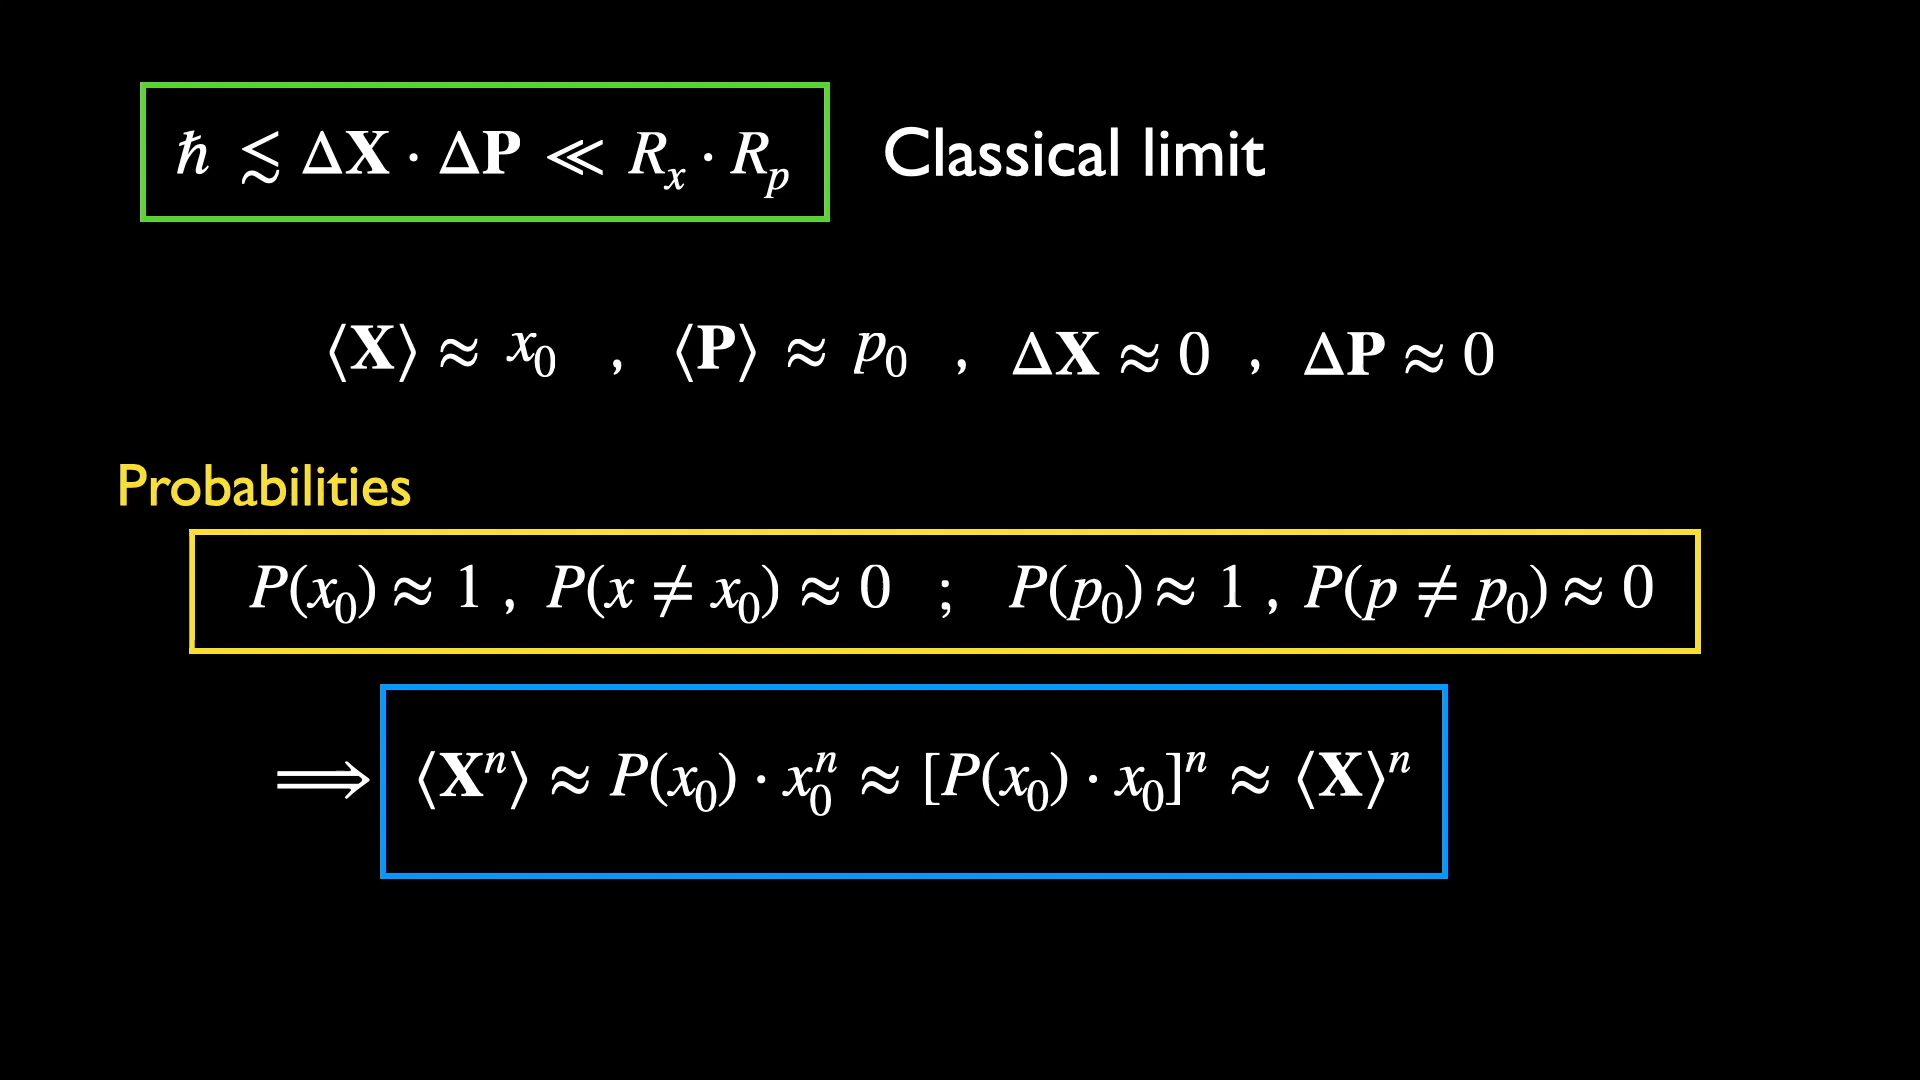 ℏ ≲ Δ𝐗 · Δ𝐏 ≪ Rₓ · Rₚ Classical limit
⟨𝐗⟩ ≈ x₀ , ⟨𝐏⟩ ≈ p₀ , Δ𝐗 ≈ 0 , Δ𝐏 ≈ 0
Probabilities
P(x₀) ≈ 1 , P(x ≠ x₀) ≈ 0 ; P(p₀) ≈ 1 , P(p ≠ p₀) ≈ 0
⟹ ⟨𝐗ⁿ⟩ ≈ P(x₀) · x₀ⁿ ≈ [P(x₀) · x₀]ⁿ ≈ ⟨𝐗⟩ⁿ